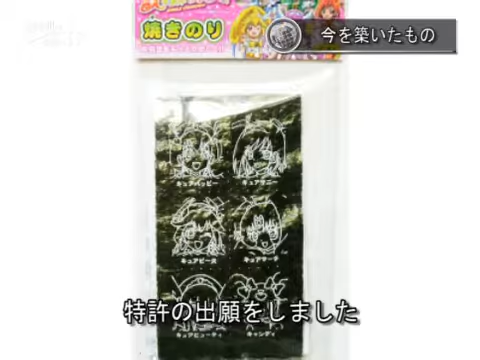 焼きのり
今を築いたもの
キュアハッピー
キュアサニー
キュアピース
キュアマーチ
キュアビューティ
キャンディ
特許の出願をしました